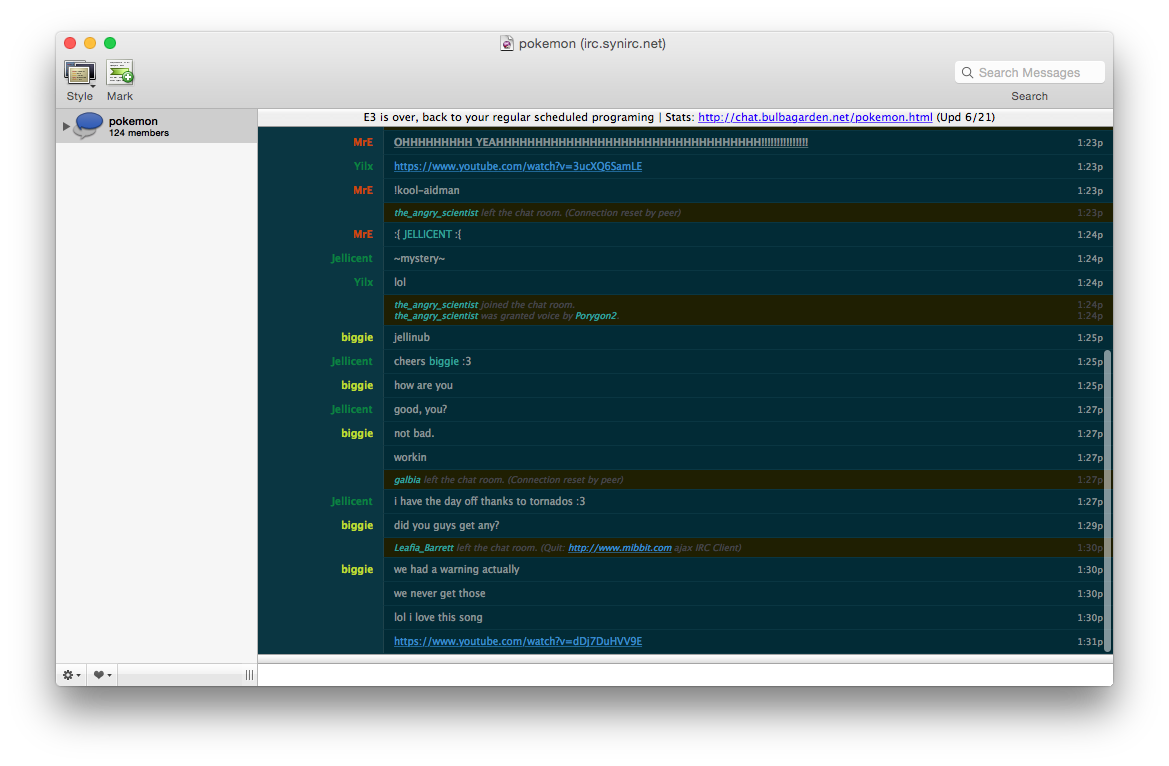 pokemon (irc.synirc.net)
Style
Mark
Search Messages
Search
pokemon
124 members
E3 is over, back to your regular scheduled programing | Stats: http://chat.bulbagarden.net/pokemon.html (Upd 6/21)
MrE OHHHHHHHHH YEAHHHHHHHHHHHHHHHHHHHHHHHHHHHHHHHHHH!!!!!!!!!!!!!!! 1:23p
Yilx https://www.youtube.com/watch?v=3ucXQ6SamLE 1:23p
MrE !kool-aidman 1:23p
the_angry_scientist left the chat room. (Connection reset by peer) 1:23p
MrE :[ JELLICENT :[ 1:24p
Jellicent ~mystery~ 1:24p
Yilx lol 1:24p
the_angry_scientist joined the chat room. 1:24p
the_angry_scientist was granted voice by Porygon2. 1:24p
biggie jellinub 1:25p
Jellicent cheers biggie :3 1:25p
biggie how are you 1:25p
Jellicent good, you? 1:27p
biggie not bad. 1:27p
workin 1:27p
galbia left the chat room. (Connection reset by peer) 1:27p
Jellicent i have the day off thanks to tornados :3 1:27p
biggie did you guys get any? 1:29p
Leafia_Barrett left the chat room. (Quit: http://www.mibbit.com ajax IRC Client) 1:30p
biggie we had a warning actually 1:30p
we never get those 1:30p
lol i love this song 1:30p
https://www.youtube.com/watch?v=dDj7DuHVV9E 1:31p